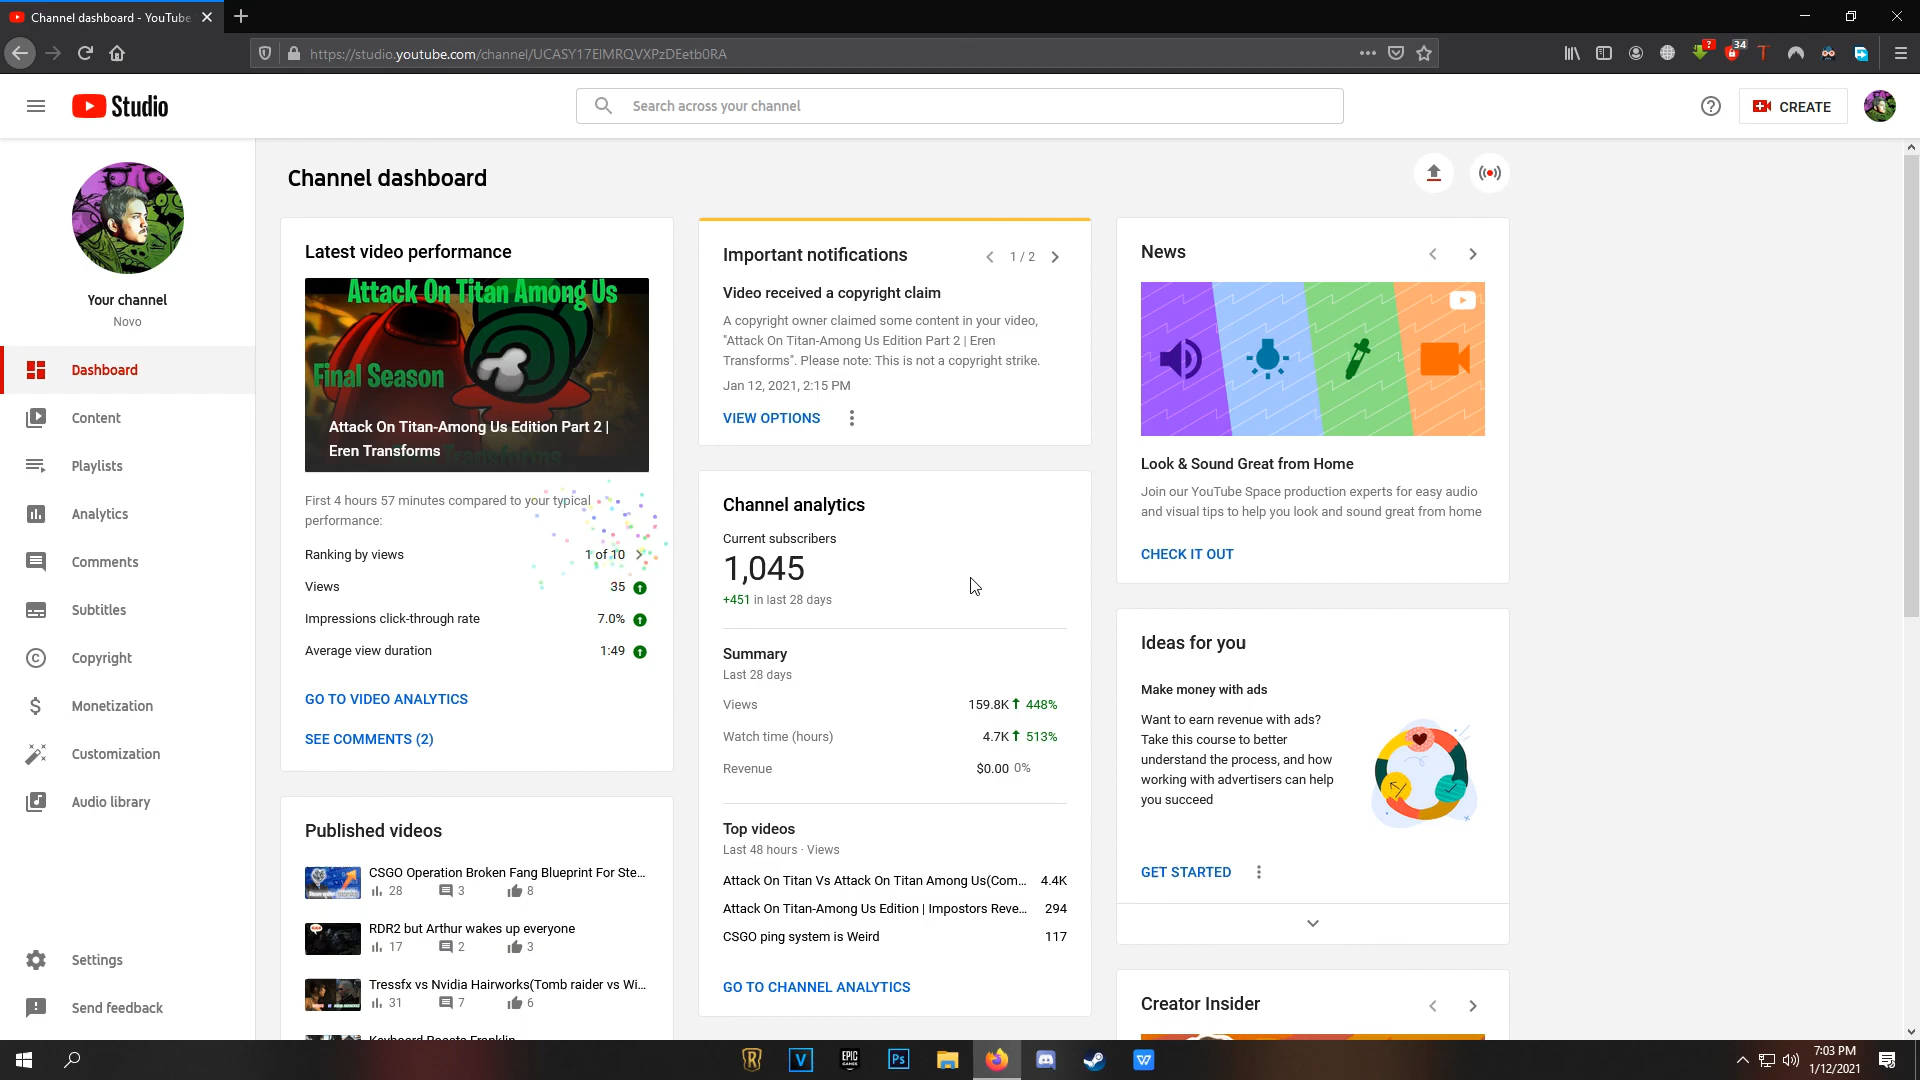 Channel dashboard - YouTube
https://studio.youtube.com/channel/UCASY17EIMRQVXPzDEetb0RA
?
34
Studio
Search across your channel
CREATE
Your channel
Novo
Dashboard
Content
Playlists
Analytics
Comments
Subtitles
Copyright
Monetization
Customization
Audio library
Settings
Send feedback
Channel dashboard
Latest video performance
Attack On Titan Among Us
Final Season
Attack On Titan-Among Us Edition Part 2 |
Eren Transforms
First 4 hours 57 minutes compared to your typical
performance:
Ranking by views 1 of 10
Views 35
Impressions click-through rate 7.0%
Average view duration 1:49
GO TO VIDEO ANALYTICS
SEE COMMENTS (2)
Published videos
CSGO Operation Broken Fang Blueprint For Ste...
28 3 8
RDR2 but Arthur wakes up everyone
17 2 3
Tressfx vs Nvidia Hairworks(Tomb raider vs Wi...
31 7 6
Important notifications
1 / 2
Video received a copyright claim
A copyright owner claimed some content in your video,
"Attack On Titan-Among Us Edition Part 2 | Eren
Transforms". Please note: This is not a copyright strike.
Jan 12, 2021, 2:15 PM
VIEW OPTIONS
Channel analytics
Current subscribers
1,045
+451 in last 28 days
Summary
Last 28 days
Views 159.8K 448%
Watch time (hours) 4.7K 513%
Revenue $0.00 0%
Top videos
Last 48 hours · Views
Attack On Titan Vs Attack On Titan Among Us(Com... 4.4K
Attack On Titan-Among Us Edition | Impostors Reve... 294
CSGO ping system is Weird 117
GO TO CHANNEL ANALYTICS
News
Look & Sound Great from Home
Join our YouTube Space production experts for easy audio
and visual tips to help you look and sound great from home
CHECK IT OUT
Ideas for you
Make money with ads
Want to earn revenue with ads?
Take this course to better
understand the process, and how
working with advertisers can help
you succeed
GET STARTED
Creator Insider
V
EPIC
GAMES
Ps
7:03 PM
1/12/2021